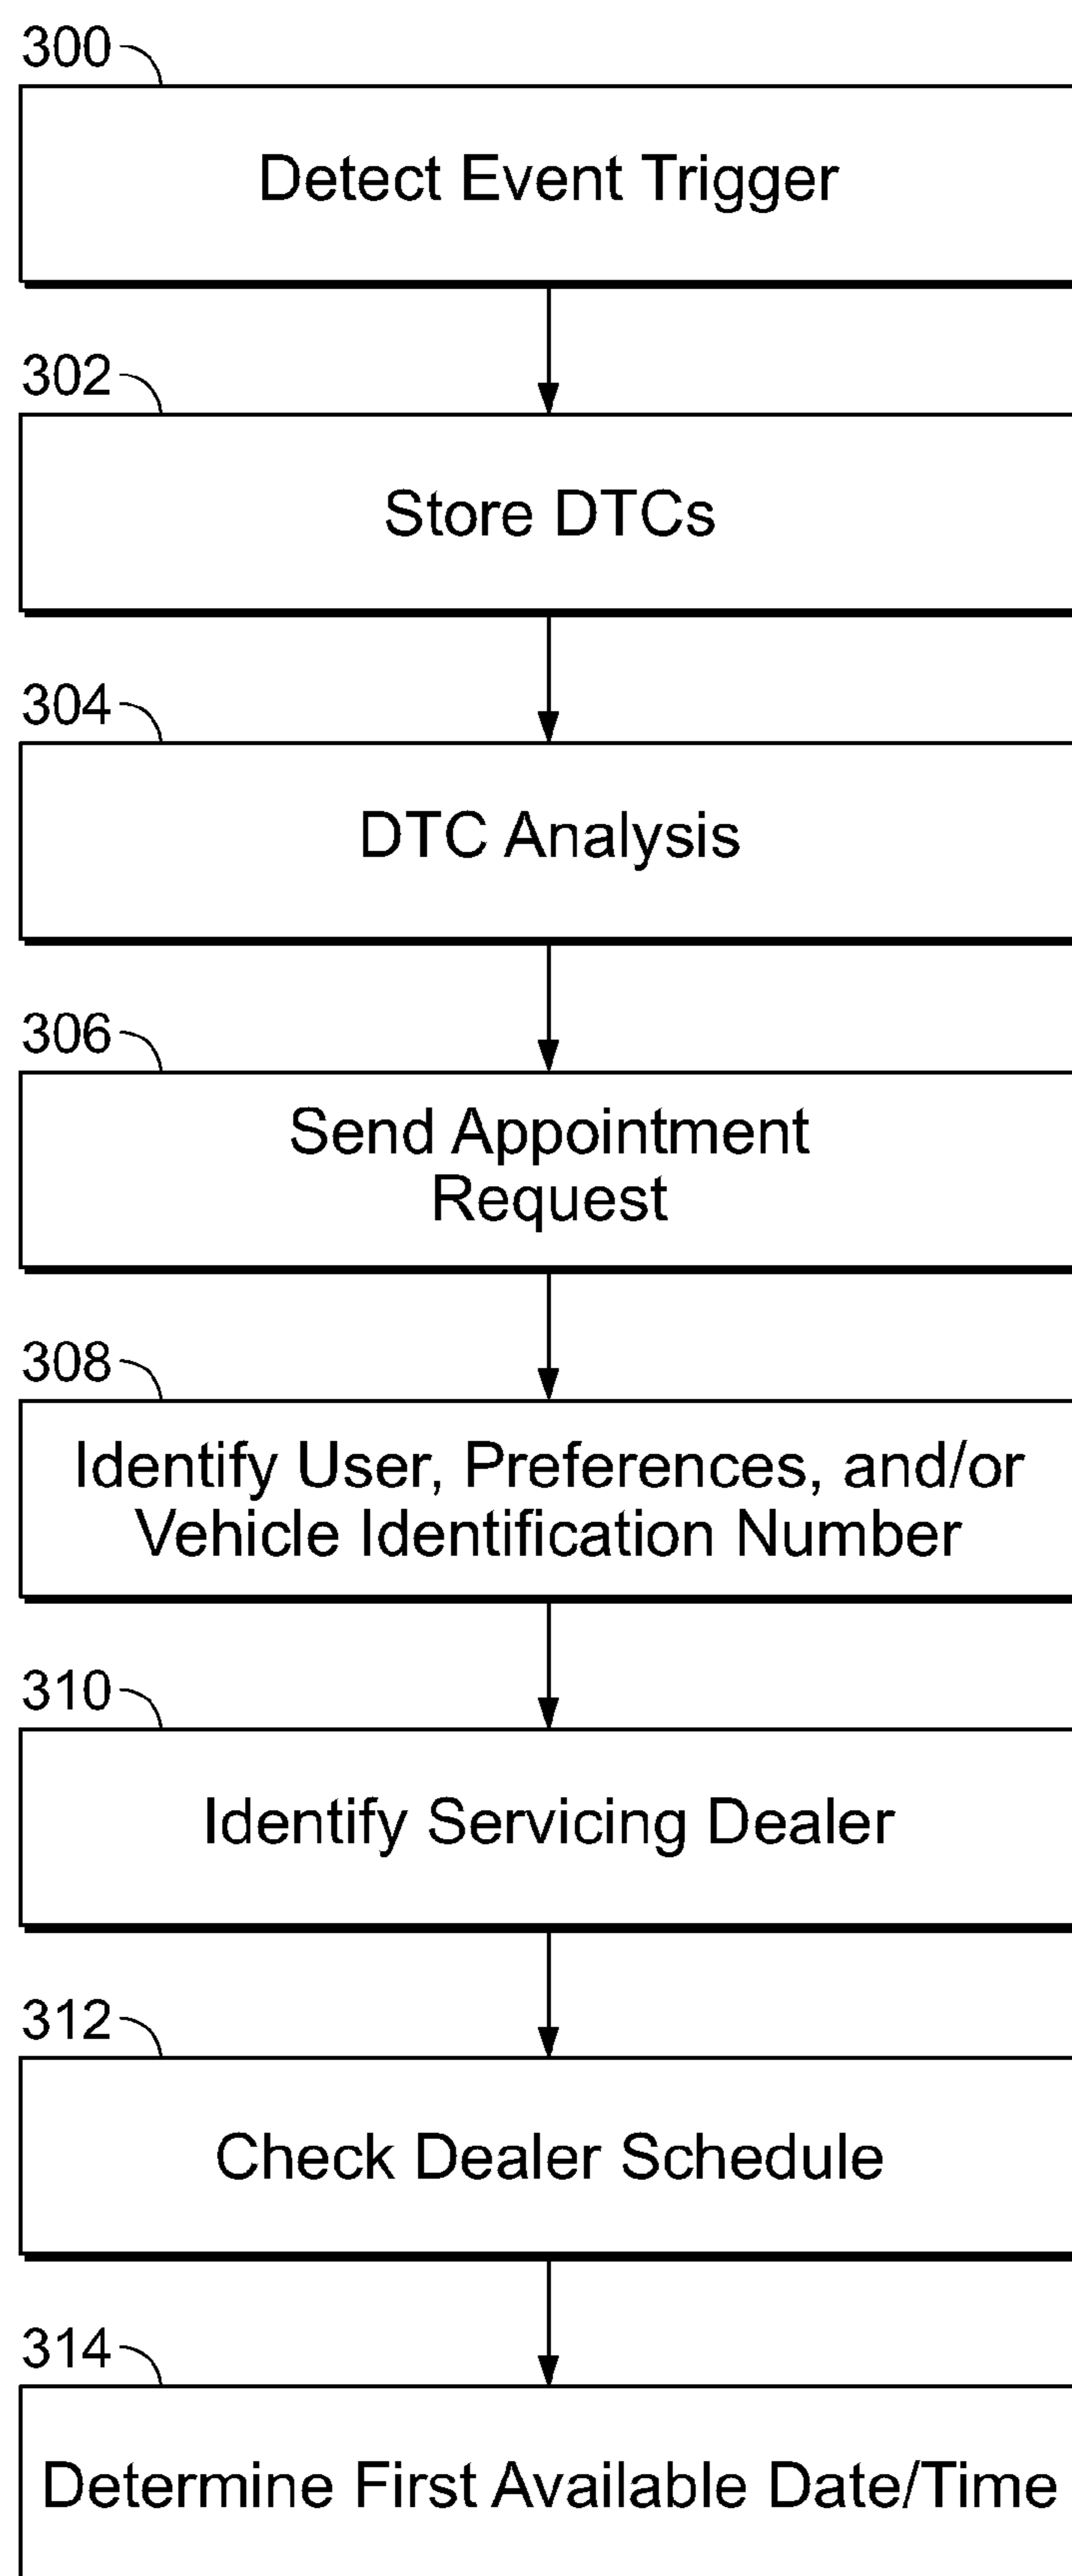 300
Detect Event Trigger
302
Store DTCs
304
DTC Analysis
306
Send Appointment
Request
308
Identify User, Preferences, and/or
Vehicle Identification Number
310
Identify Servicing Dealer
312
Check Dealer Schedule
314
Determine First Available Date/Time